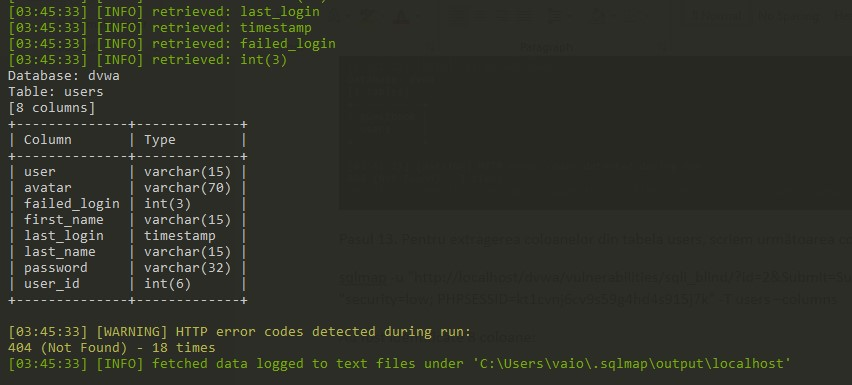 [03:45:33] [INFO] retrieved: last_login
[03:45:33] [INFO] retrieved: timestamp
[03:45:33] [INFO] retrieved: failed_login
[03:45:33] [INFO] retrieved: int(3)
Database: dvwa
Table: users
[8 columns]
+--------------+-------------+
| Column | Type |
+--------------+-------------+
| user | varchar(15) |
| avatar | varchar(70) |
| failed_login | int(3) |
| first_name | varchar(15) |
| last_login | timestamp |
| last_name | varchar(15) |
| password | varchar(32) |
| user_id | int(6) |
+--------------+-------------+
[03:45:33] [WARNING] HTTP error codes detected during run:
404 (Not Found) - 18 times
[03:45:33] [INFO] fetched data logged to text files under 'C:\Users\vaio\.sqlmap\output\localhost'